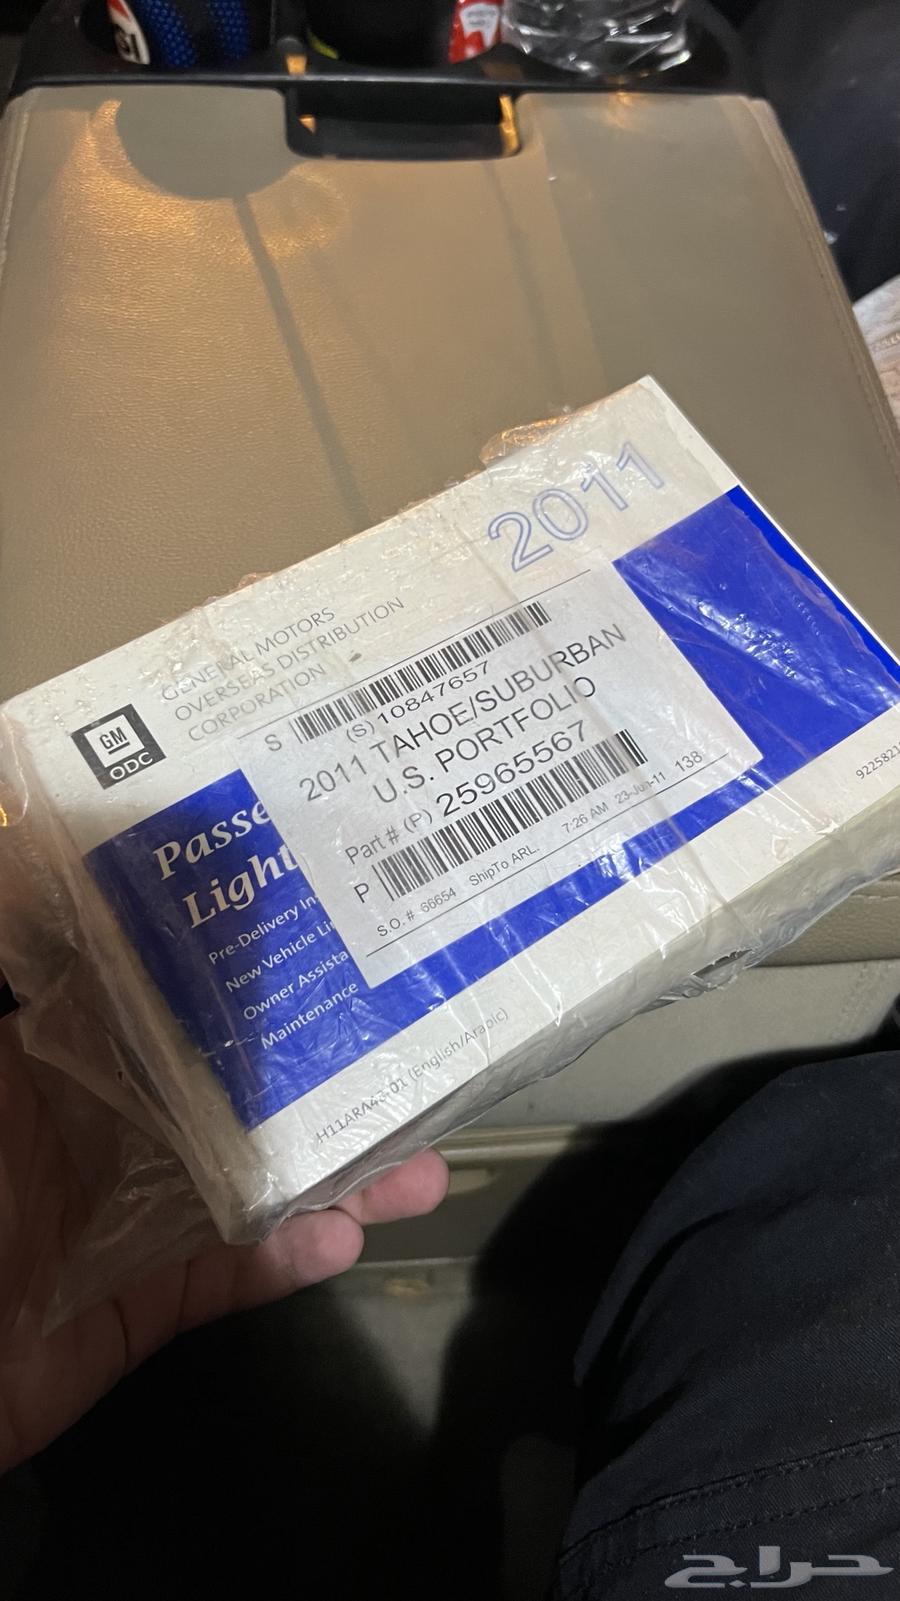 2011
GENERAL MOTORS
OVERSEAS DISTRIBUTION
CORPORATION
GM
ODC
S
(S) 10847657
2011 TAHOE/SUBURBAN
U.S. PORTFOLIO
Part # (P) 25965567
P
S.O. # 66654 ShipTo ARL. 7:26 AM 23-Jun-11 138
Passe
Light
Pre-Delivery In
New Vehicle Li
Owner Assista
Maintenance
H11ARA43-01 (English/Arabic)
حراج